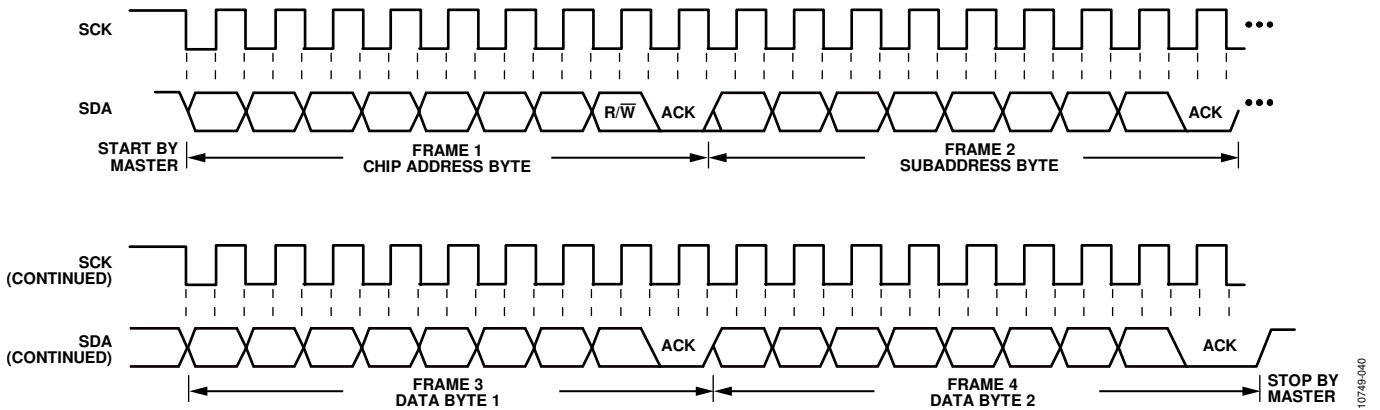 SCK
SDA
R/W̅
ACK
ACK
START BY
MASTER
FRAME 1
CHIP ADDRESS BYTE
FRAME 2
SUBADDRESS BYTE
SCK
(CONTINUED)
SDA
(CONTINUED)
ACK
ACK
FRAME 3
DATA BYTE 1
FRAME 4
DATA BYTE 2
STOP BY
MASTER
10749-040